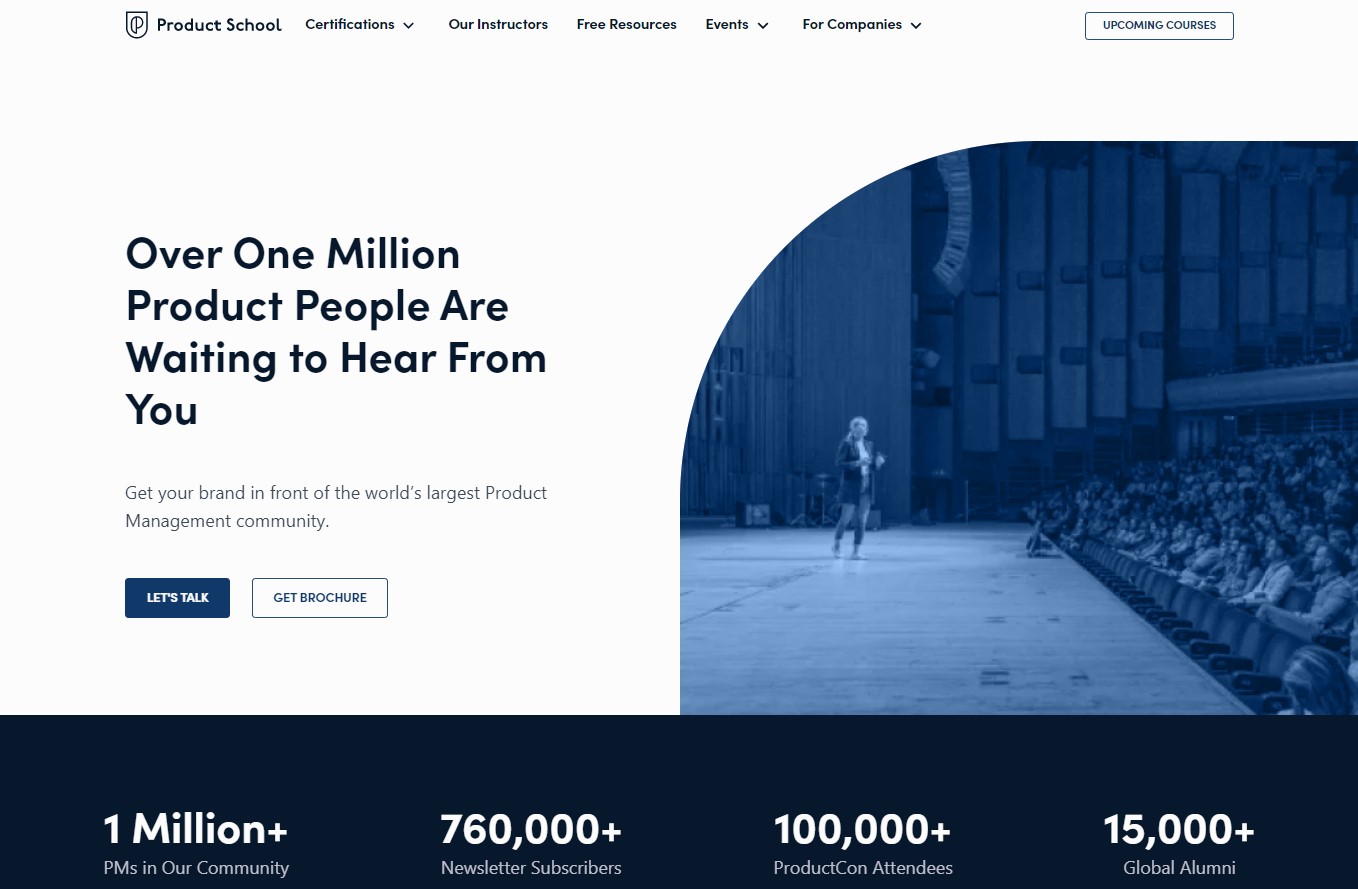 Product School
Certifications
Our Instructors
Free Resources
Events
For Companies
UPCOMING COURSES
Over One Million
Product People Are
Waiting to Hear From
You
Get your brand in front of the world’s largest Product
Management community.
LET'S TALK
GET BROCHURE
1 Million+
PMs in Our Community
760,000+
Newsletter Subscribers
100,000+
ProductCon Attendees
15,000+
Global Alumni